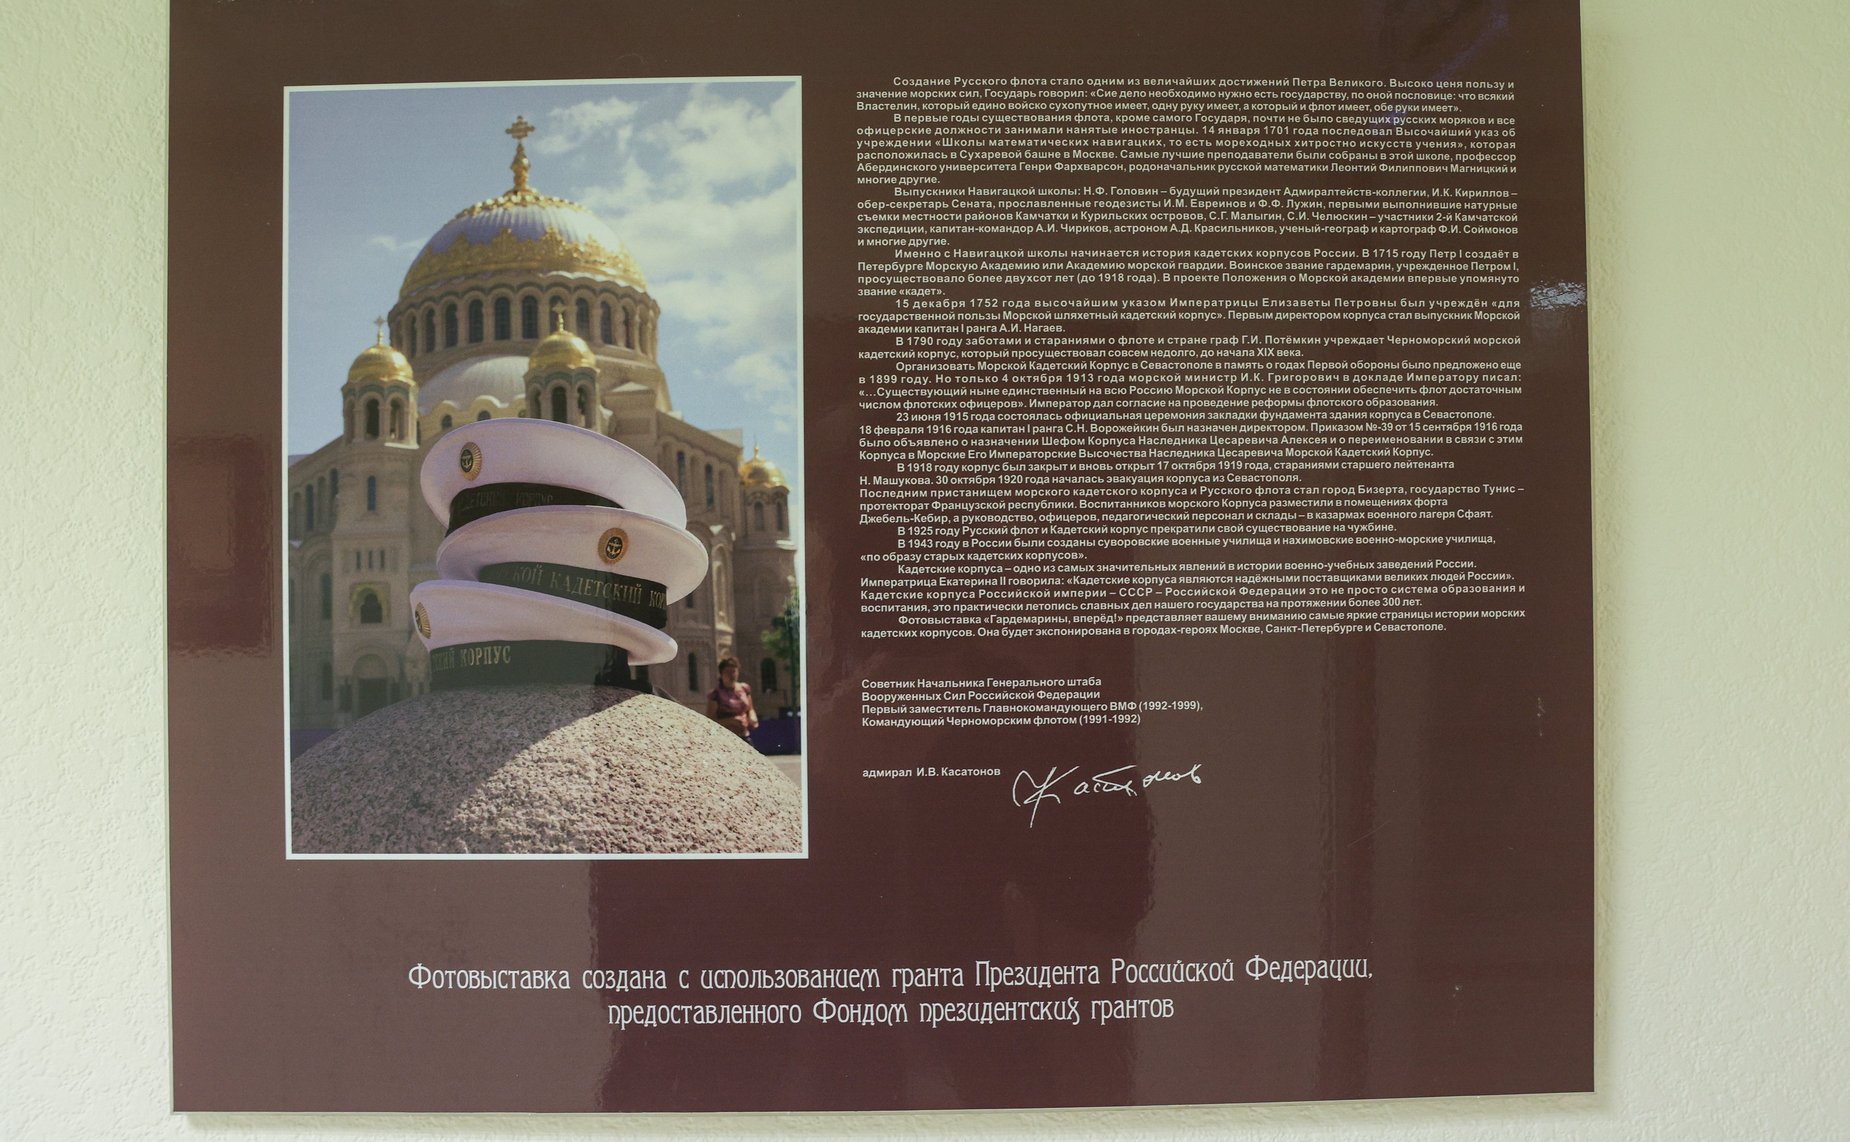 МОРСКОЙ КАДЕТСКИЙ КОРПУС
КОРПУС
Создание Русского флота стало одним из величайших достижений Петра Великого. Высоко ценя пользу и
значение морских сил, Государь говорил: «Сие дело необходимо нужно есть государству, по оной пословице: что всякий
Властелин, который едино войско сухопутное имеет, одну руку имеет, а который и флот имеет, обе руки имеет».
В первые годы существования флота, кроме самого Государя, почти не было сведущих русских моряков и все
офицерские должности занимали нанятые иностранцы. 14 января 1701 года последовал Высочайший указ об
учреждении «Школы математических навигацких, то есть мореходных хитростно искусств учения», которая
расположилась в Сухаревой башне в Москве. Самые лучшие преподаватели были собраны в этой школе, профессор
Абердинского университета Генри Фархварсон, родоначальник русской математики Леонтий Филиппович Магницкий и
многие другие.
Выпускники Навигацкой школы: Н.Ф. Головин – будущий президент Адмиралтейств-коллегии, И.К. Кириллов –
обер-секретарь Сената, прославленные геодезисты И.М. Евреинов и Ф.Ф. Лужин, первыми выполнившие натурные
съемки местности районов Камчатки и Курильских островов, С.Г. Малыгин, С.И. Челюскин – участники 2-й Камчатской
экспедиции, капитан-командор А.И. Чириков, астроном А.Д. Красильников, ученый-географ и картограф Ф.И. Соймонов
и многие другие.
Именно с Навигацкой школы начинается история кадетских корпусов России. В 1715 году Петр I создаёт в
Петербурге Морскую Академию или Академию морской гвардии. Воинское звание гардемарин, учрежденное Петром I,
просуществовало более двухсот лет (до 1918 года). В проекте Положения о Морской академии впервые упомянуто
звание «кадет».
15 декабря 1752 года высочайшим указом Императрицы Елизаветы Петровны был учреждён «для
государственной пользы Морской шляхетный кадетский корпус». Первым директором корпуса стал выпускник Морской
академии капитан I ранга А.И. Нагаев.
В 1790 году заботами и стараниями о флоте и стране граф Г.И. Потёмкин учреждает Черноморский морской
кадетский корпус, который просуществовал совсем недолго, до начала XIX века.
Организовать Морской Кадетский Корпус в Севастополе в память о годах Первой обороны было предложено еще
в 1899 году. Но только 4 октября 1913 года морской министр И.К. Григорович в докладе Императору писал:
«...Существующий ныне единственный на всю Россию Морской Корпус не в состоянии обеспечить флот достаточным
числом флотских офицеров». Император дал согласие на проведение реформы флотского образования.
23 июня 1915 года состоялась официальная церемония закладки фундамента здания корпуса в Севастополе.
18 февраля 1916 года капитан I ранга С.Н. Ворожейкин был назначен директором. Приказом №-39 от 15 сентября 1916 года
было объявлено о назначении Шефом Корпуса Наследника Цесаревича Алексея и о переименовании в связи с этим
Корпуса в Морские Его Императорские Высочества Наследника Цесаревича Морской Кадетский Корпус.
В 1918 году корпус был закрыт и вновь открыт 17 октября 1919 года, стараниями старшего лейтенанта
Н. Машукова. 30 октября 1920 года началась эвакуация корпуса из Севастополя.
Последним пристанищем морского кадетского корпуса и Русского флота стал город Бизерта, государство Тунис –
протекторат Французской республики. Воспитанников морского Корпуса разместили в помещениях форта
Джебель-Кебир, а руководство, офицеров, педагогический персонал и склады – в казармах военного лагеря Сфаят.
В 1925 году Русский флот и Кадетский корпус прекратили свой существование на чужбине.
В 1943 году в России были созданы суворовские военные училища и нахимовские военно-морские училища,
«по образу старых кадетских корпусов».
Кадетские корпуса – одно из самых значительных явлений в истории военно-учебных заведений России.
Императрица Екатерина II говорила: «Кадетские корпуса являются надёжными поставщиками великих людей России».
Кадетские корпуса Российской империи – СССР – Российской Федерации это не просто система образования и
воспитания, это практически летопись славных дел нашего государства на протяжении более 300 лет.
Фотовыставка «Гардемарины, вперёд!» представляет вашему вниманию самые яркие страницы истории морских
кадетских корпусов. Она будет экспонирована в городах-героях Москве, Санкт-Петербурге и Севастополе.
Советник Начальника Генерального штаба
Вооруженных Сил Российской Федерации
Первый заместитель Главнокомандующего ВМФ (1992-1999),
Командующий Черноморским флотом (1991-1992)
адмирал И.В. Касатонов
Касатонов
Фотовыставка создана с использованием гранта Президента Российской Федерации,
предоставленного Фондом президентских грантов